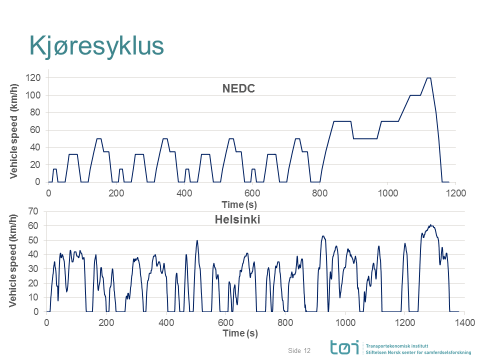 Kjøresyklus
NEDC
Vehicle speed (km/h)
120
100
80
60
40
20
0
0 200 400 600 800 1000 1200
Time (s)
Helsinki
Vehicle speed (km/h)
70
60
50
40
30
20
10
0
0 200 400 600 800 1000 1200 1400
Time (s)
Side 12
tøi
Transportøkonomisk institutt
Stiftelsen Norsk senter for samferdselsforskning